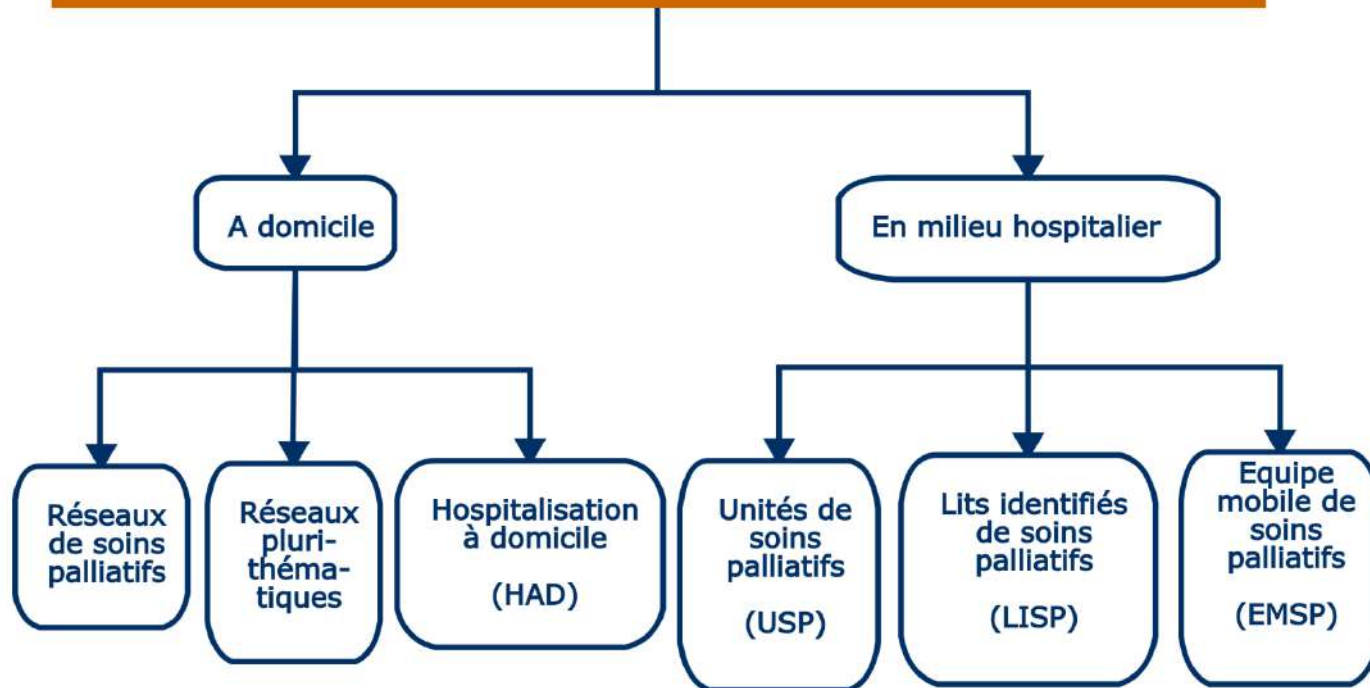 A domicile
En milieu hospitalier
Réseaux
de soins
palliatifs
Réseaux
pluri-
théma-
tiques
Hospitalisation
à domicile
(HAD)
Unités de
soins
palliatifs
(USP)
Lits identifiés
de soins
palliatifs
(LISP)
Equipe
mobile de
soins
palliatifs
(EMSP)